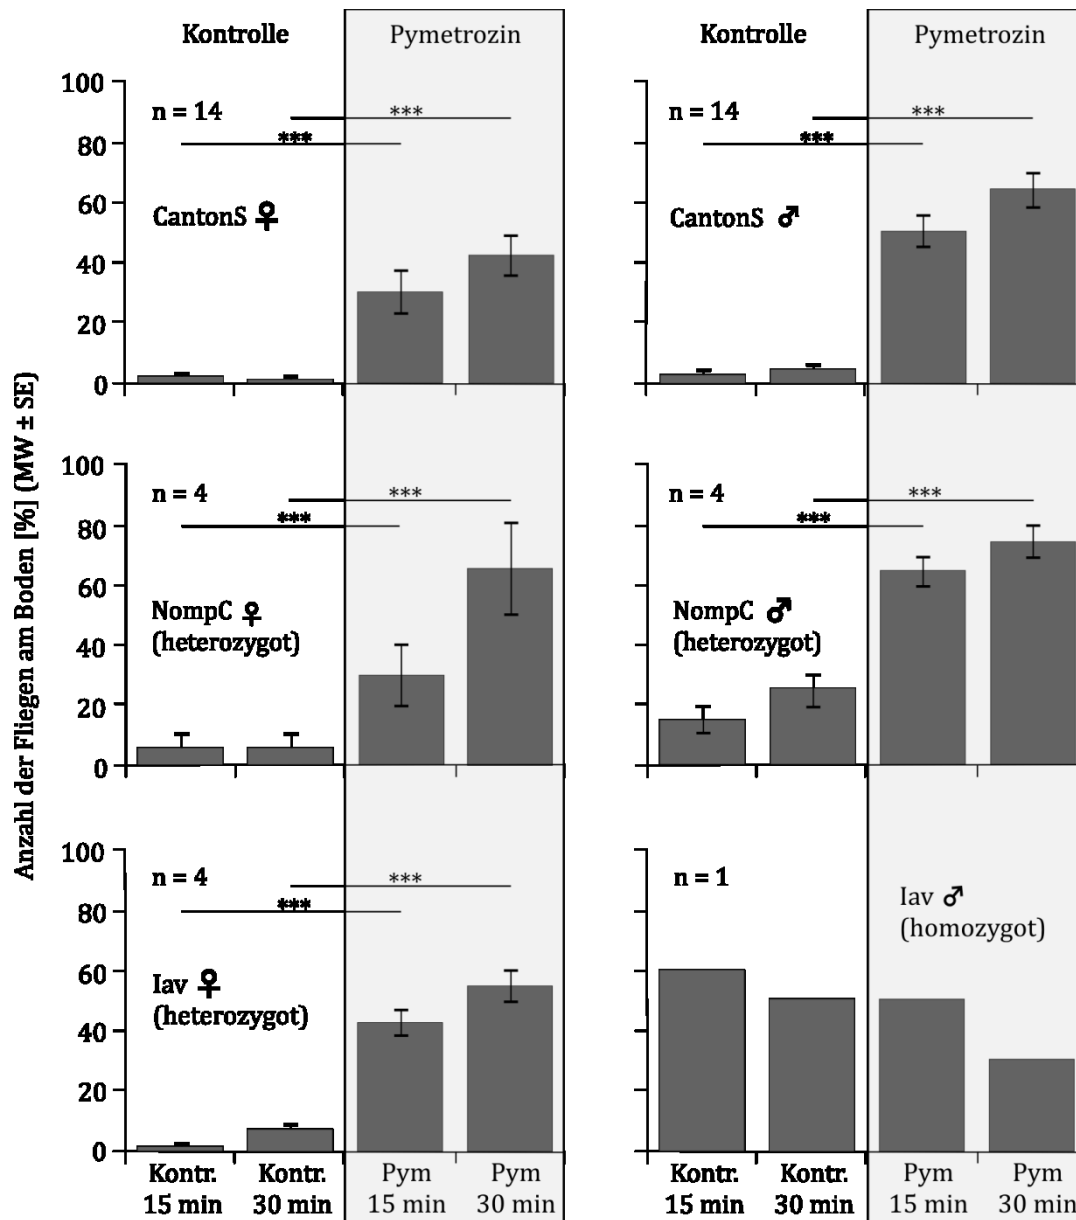 Kontrolle Pymetrozin Kontrolle Pymetrozin
Anzahl der Fliegen am Boden [%] (MW ± SE)
100
80
60
40
20
0
n = 14
***
***
CantonS ♀
n = 14
***
***
CantonS ♂
100
80
60
40
20
0
n = 4
***
***
NompC ♀
(heterozygot)
n = 4
***
***
NompC ♂
(heterozygot)
100
80
60
40
20
0
n = 4
***
***
Iav ♀
(heterozygot)
n = 1
Iav ♂
(homozygot)
Kontr. Kontr. Pym Pym Kontr. Kontr. Pym Pym
15 min 30 min 15 min 30 min 15 min 30 min 15 min 30 min